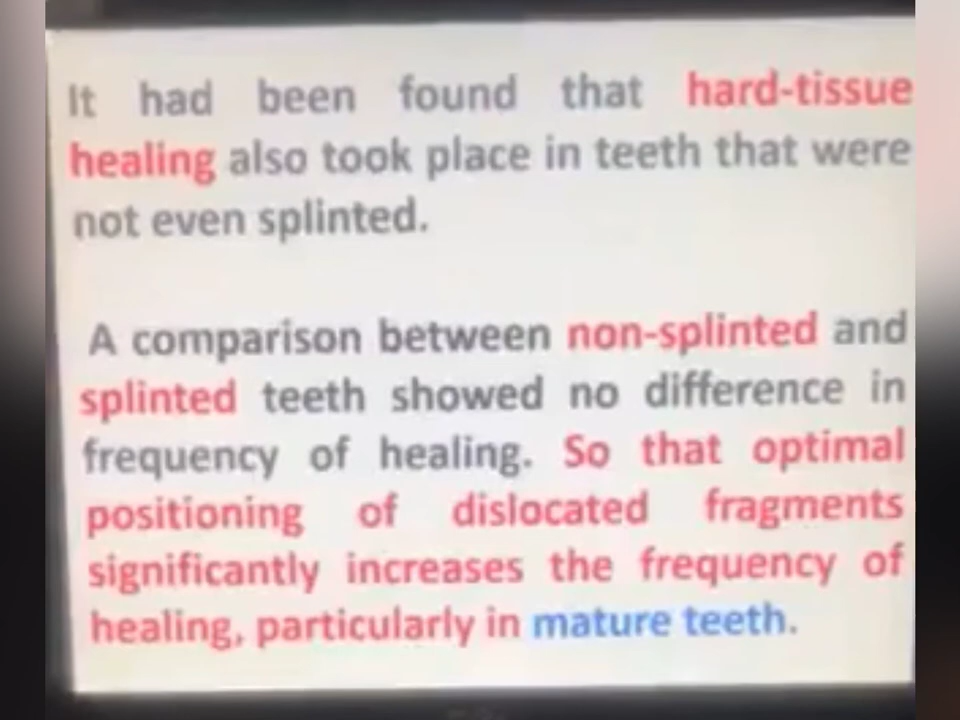 It had been found that hard-tissue
healing also took place in teeth that were
not even splinted.
A comparison between non-splinted and
splinted teeth showed no difference in
frequency of healing. So that optimal
positioning of dislocated fragments
significantly increases the frequency of
healing, particularly in mature teeth.